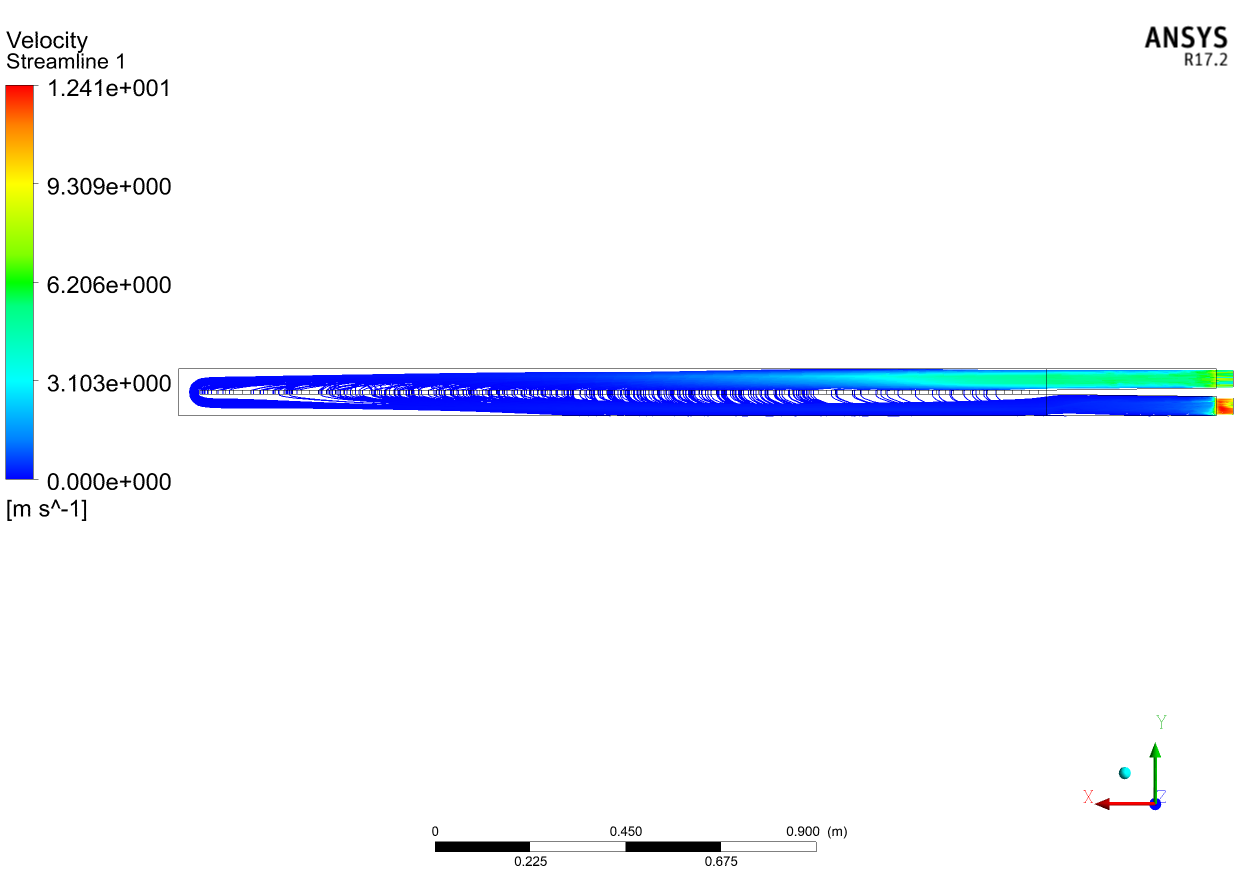 Velocity
Streamline 1
ANSYS
R17.2
1.241e+001
9.309e+000
6.206e+000
3.103e+000
0.000e+000
[m s^-1]
Y
X
Z
0 0.450 0.900 (m)
0.225 0.675